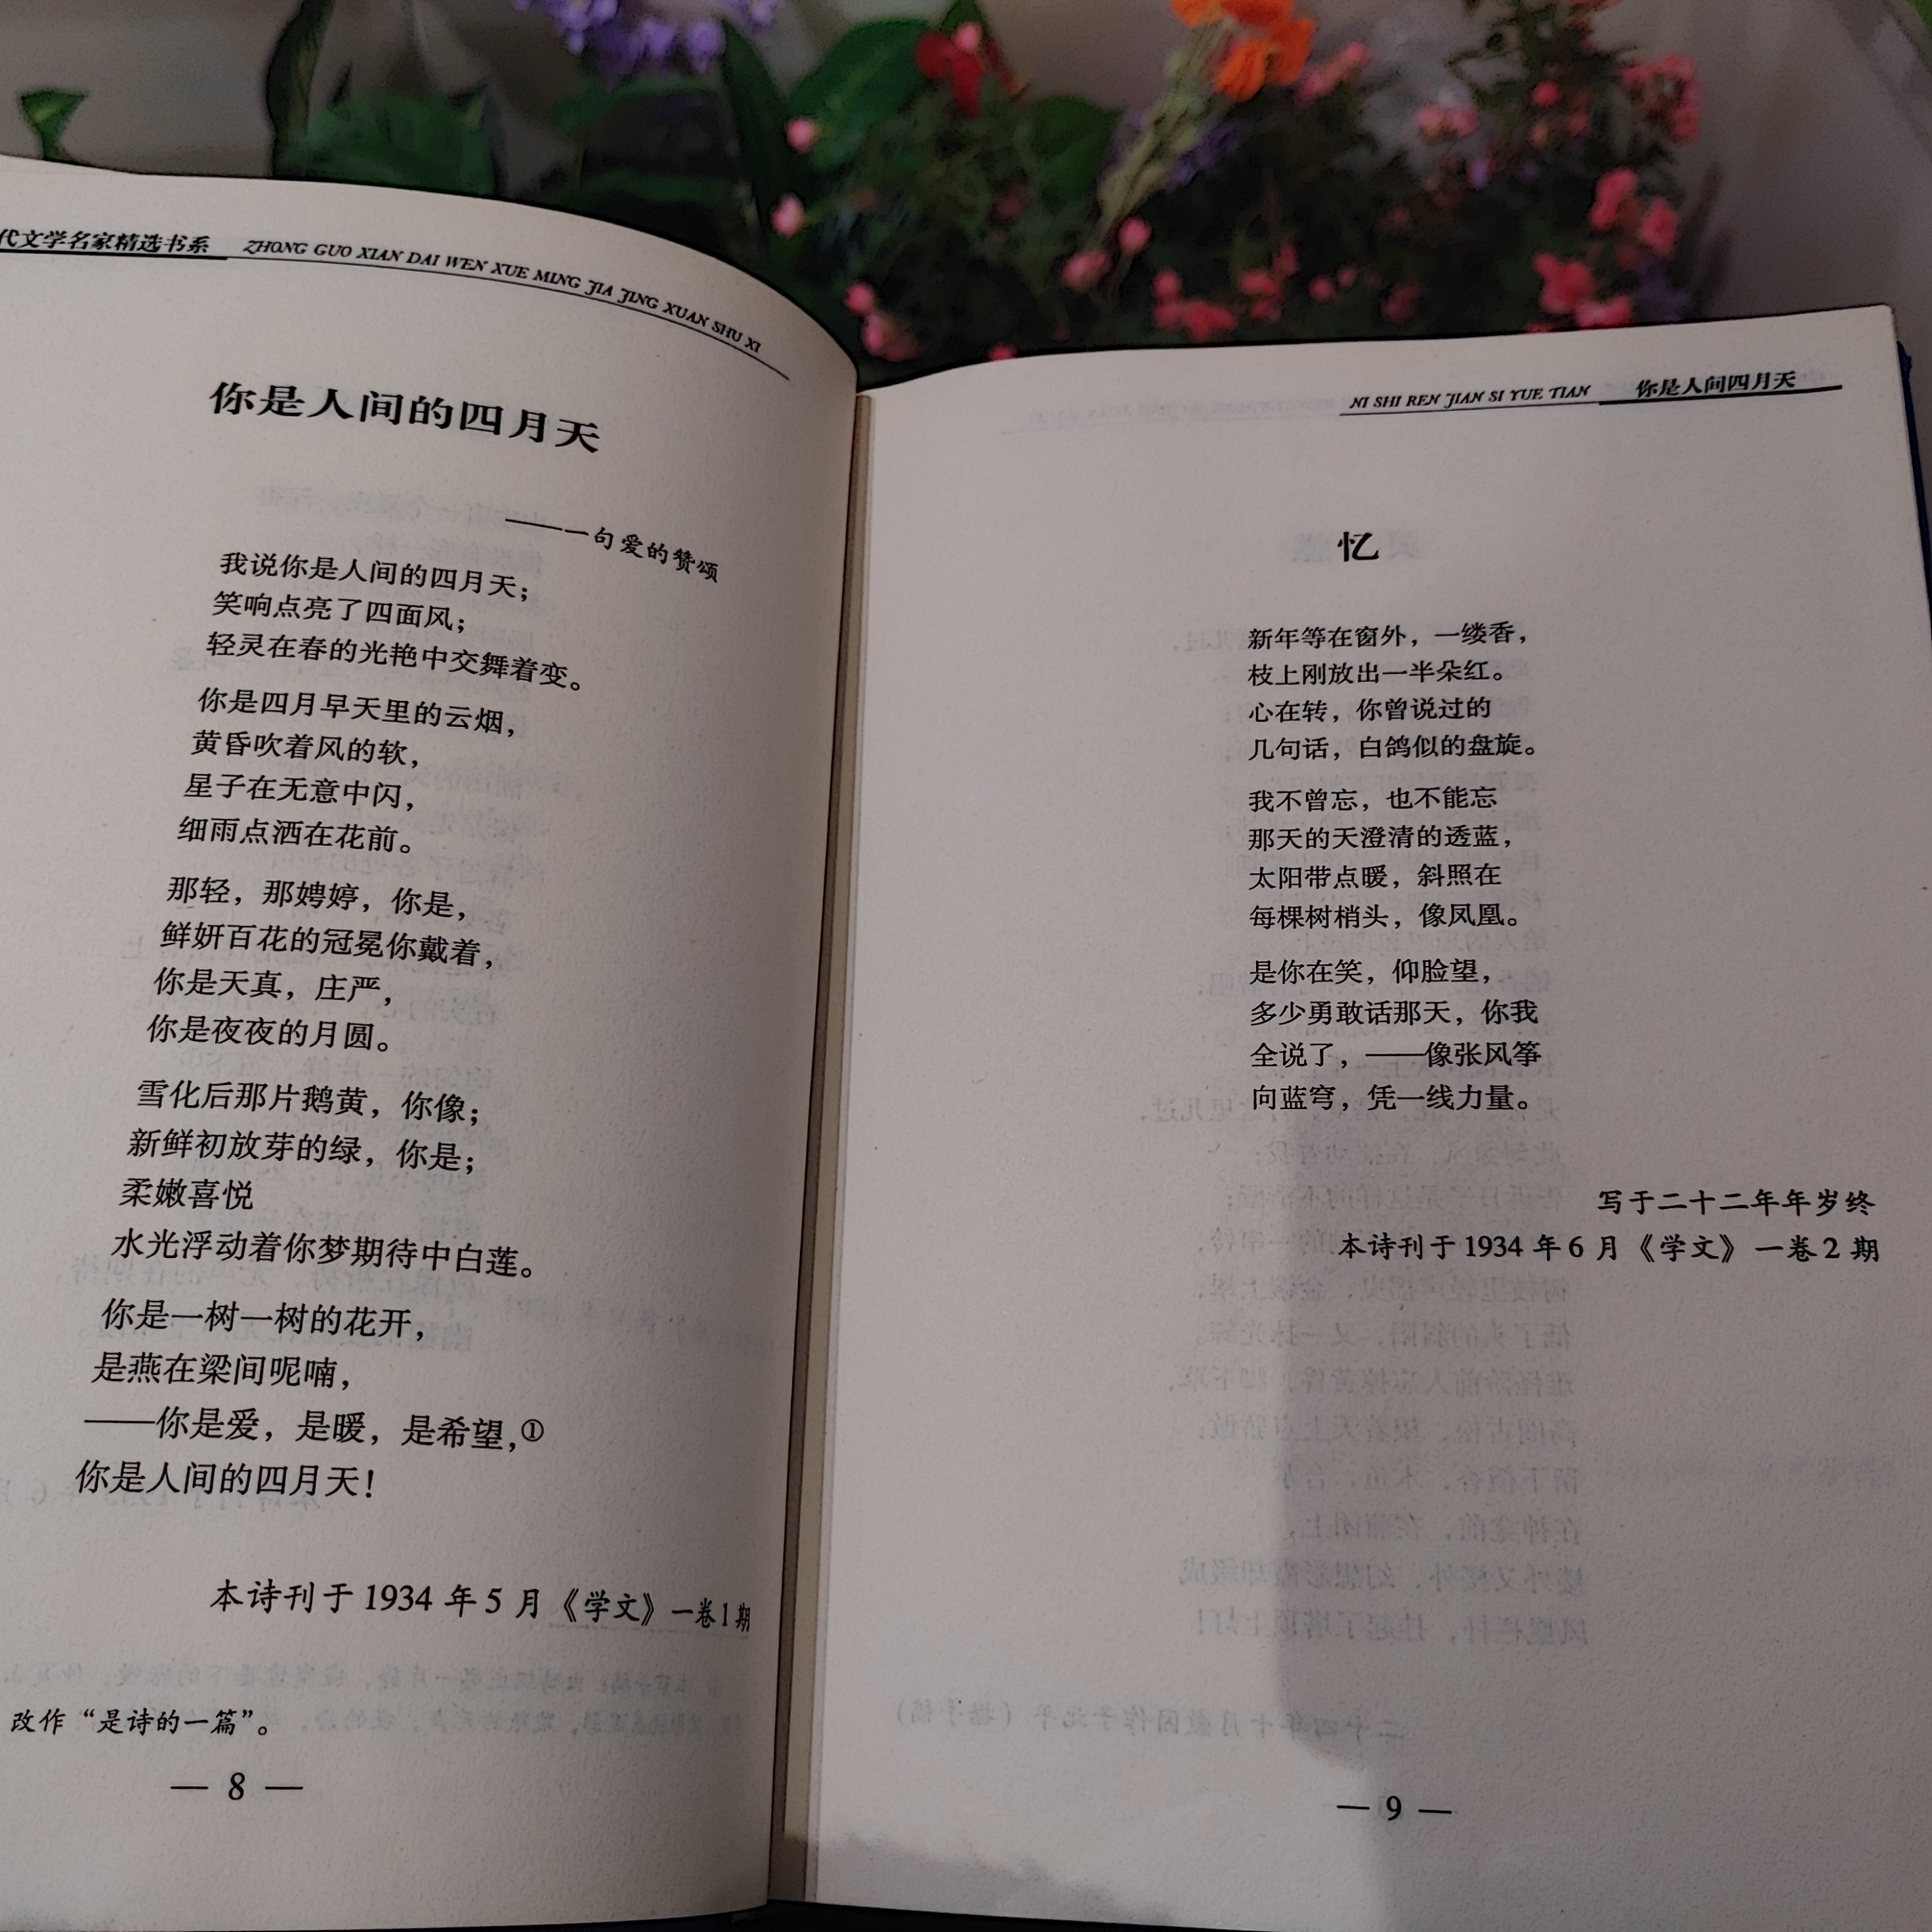 代文学名家精选书系 ZHONG GUO XIAN DAI WEN XUE MING JIA JING XUAN SHU XI
你是人间的四月天
——一句爱的赞颂
我说你是人间的四月天；
笑响点亮了四面风；
轻灵在春的光艳中交舞着变。
你是四月早天里的云烟，
黄昏吹着风的软，
星子在无意中闪，
细雨点洒在花前。
那轻，那娉婷，你是，
鲜妍百花的冠冕你戴着，
你是天真，庄严，
你是夜夜的月圆。
雪化后那片鹅黄，你像；
新鲜初放芽的绿，你是；
柔嫩喜悦
水光浮动着你梦期待中白莲。
你是一树一树的花开，
是燕在梁间呢喃，
——你是爱，是暖，是希望，①
你是人间的四月天！
本诗刊于1934年5月《学文》一卷1期
改作“是诗的一篇”。
— 8 —
NI SHI REN JIAN SI YUE TIAN 你是人间四月天
忆
新年等在窗外，一缕香，
枝上刚放出一半朵红。
心在转，你曾说过的
几句话，白鸽似的盘旋。
我不曾忘，也不能忘
那天的天澄清的透蓝，
太阳带点暖，斜照在
每棵树梢头，像凤凰。
是你在笑，仰脸望，
多少勇敢话那天，你我
全说了，——像张风筝
向蓝穹，凭一线力量。
写于二十二年年岁终
本诗刊于1934年6月《学文》一卷2期
— 9 —